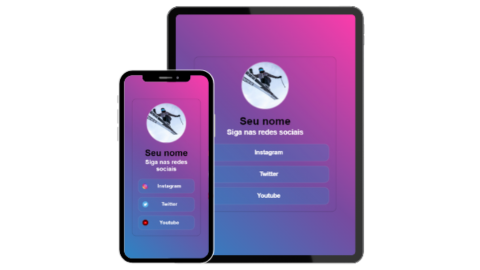 Seu nome
Siga nas redes sociais
Instagram
Twitter
Youtube
Seu nome
Siga nas redes
sociais
Instagram
Twitter
Youtube